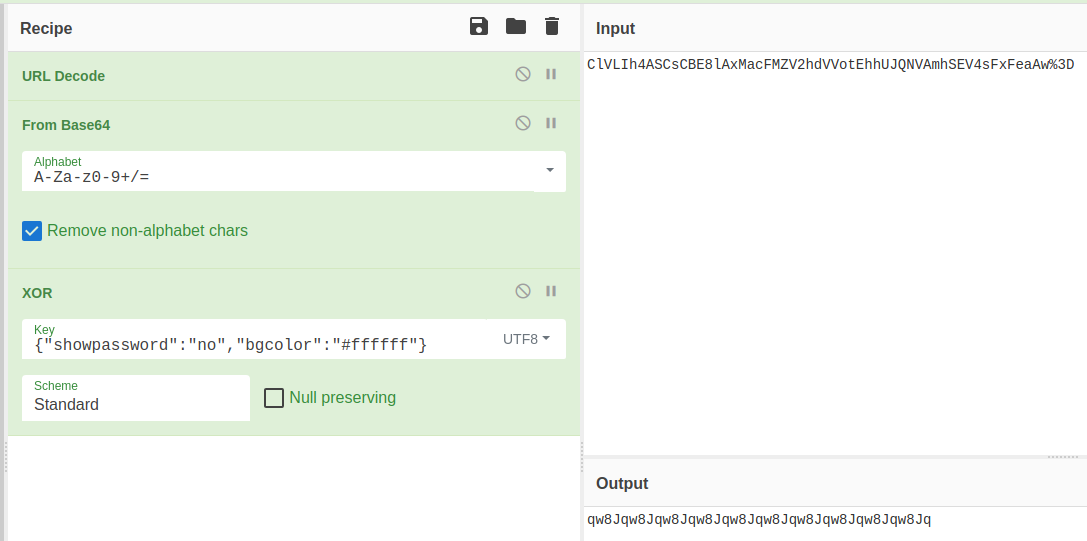 Recipe
URL Decode
From Base64
Alphabet
A-Za-z0-9+/=
Remove non-alphabet chars
XOR
Key
{"showpassword":"no","bgcolor":"#ffffff"}
UTF8
Scheme
Standard
Null preserving
Input
ClVLIh4ASCsCBE8lAxMacFMZV2hdVVotEhhUJQNVAmhSEV4sFxFeaAw%3D
Output
qw8Jqw8Jqw8Jqw8Jqw8Jqw8Jqw8Jqw8Jqw8Jqw8Jq